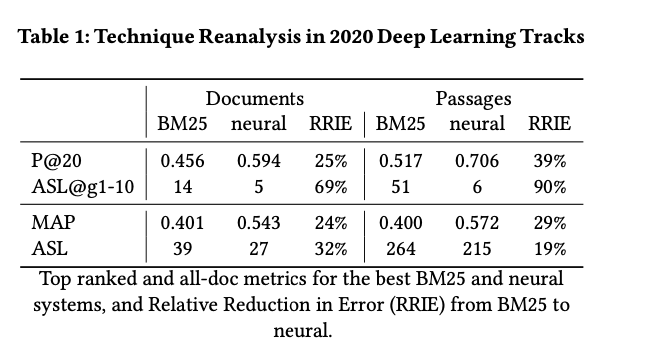 Table 1: Technique Reanalysis in 2020 Deep Learning Tracks
Documents Passages
BM25 neural RRIE BM25 neural RRIE
P@20 0.456 0.594 25% 0.517 0.706 39%
ASL@g1-10 14 5 69% 51 6 90%
MAP 0.401 0.543 24% 0.400 0.572 29%
ASL 39 27 32% 264 215 19%
Top ranked and all-doc metrics for the best BM25 and neural
systems, and Relative Reduction in Error (RRIE) from BM25 to
neural.